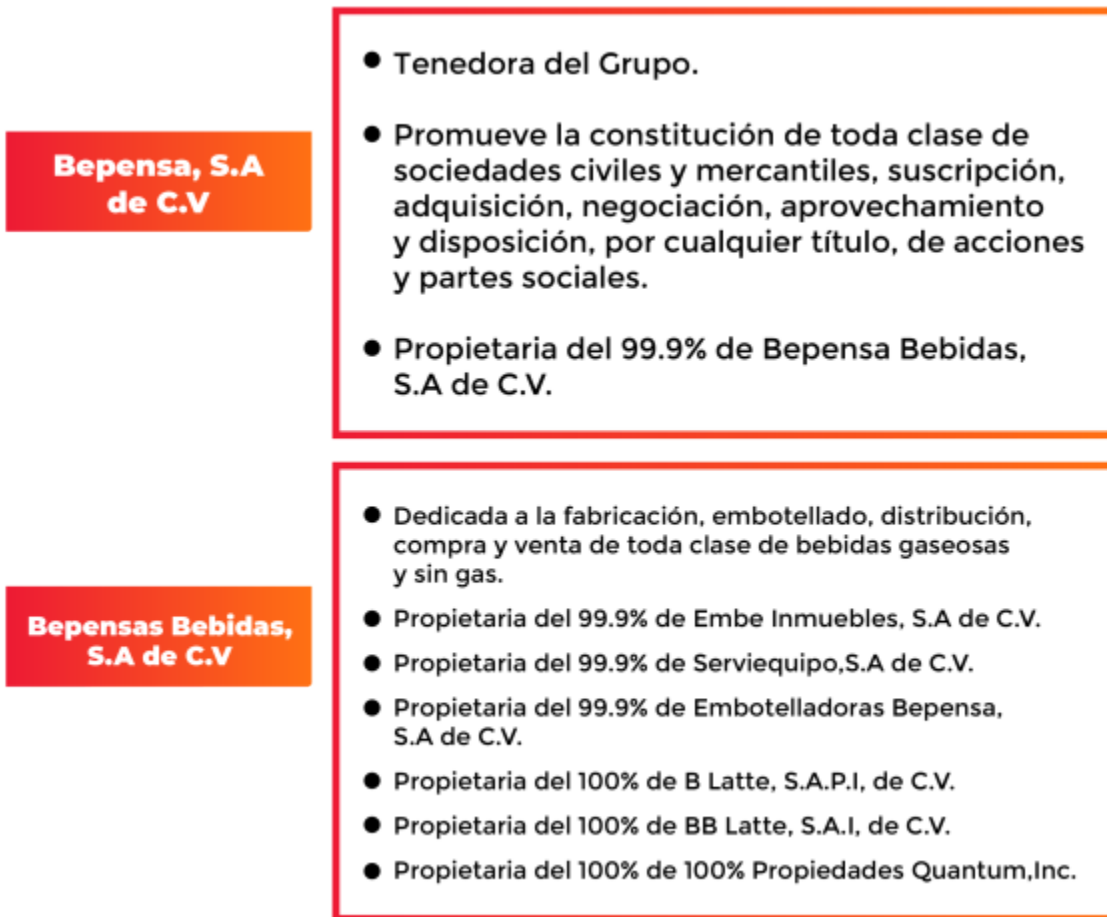 Bepensa, S.A
de C.V
● Tenedora del Grupo.
● Promueve la constitución de toda clase de
sociedades civiles y mercantiles, suscripción,
adquisición, negociación, aprovechamiento
y disposición, por cualquier título, de acciones
y partes sociales.
● Propietaria del 99.9% de Bepensa Bebidas,
S.A de C.V.
Bepensas Bebidas,
S.A de C.V
● Dedicada a la fabricación, embotellado, distribución,
compra y venta de toda clase de bebidas gaseosas
y sin gas.
● Propietaria del 99.9% de Embe Inmuebles, S.A de C.V.
● Propietaria del 99.9% de Serviequipo,S.A de C.V.
● Propietaria del 99.9% de Embotelladoras Bepensa,
S.A de C.V.
● Propietaria del 100% de B Latte, S.A.P.I, de C.V.
● Propietaria del 100% de BB Latte, S.A.I, de C.V.
● Propietaria del 100% de 100% Propiedades Quantum,Inc.